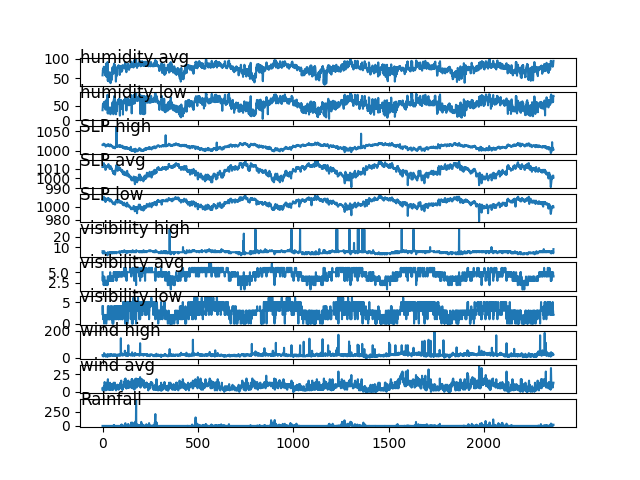 humidity avg
100
50
humidity low
50
0
SLP high
1050
1000
SLP avg
1010
1000
990
SLP low
1000
980
visibility high
20
10
visibility avg
5.0
2.5
visibility low
5
0
wind high
200
0
wind avg
25
0
Rainfall
250
0
0 500 1000 1500 2000